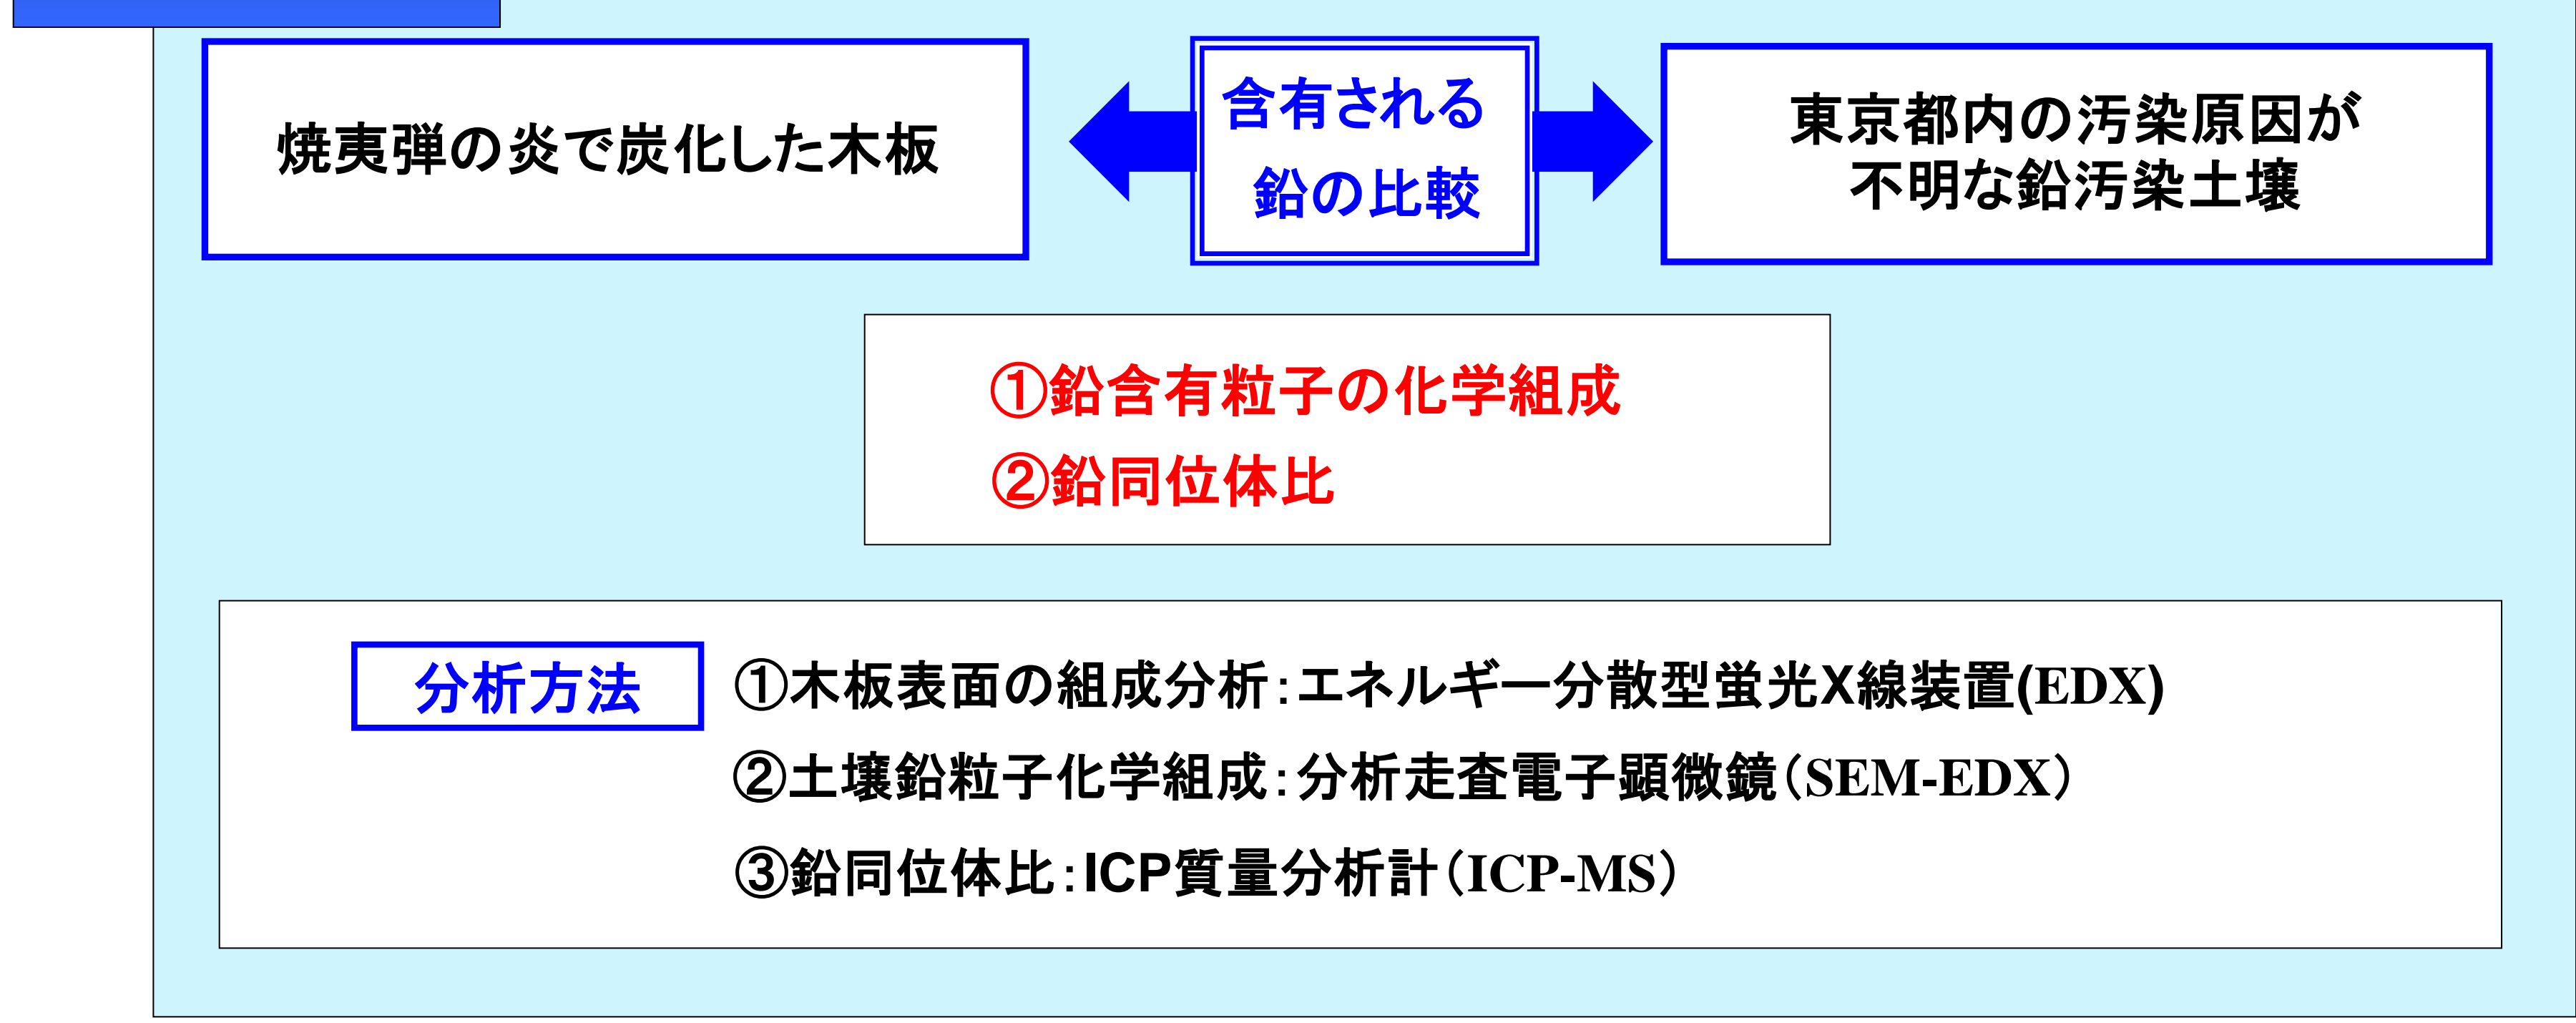 焼夷弾の炎で炭化した木板
含有される
鉛の比較
東京都内の汚染原因が
不明な鉛汚染土壌
①鉛含有粒子の化学組成
②鉛同位体比
分析方法
①木板表面の組成分析：エネルギー分散型蛍光X線装置(EDX)
②土壌鉛粒子化学組成：分析走査電子顕微鏡（SEM-EDX）
③鉛同位体比：ICP質量分析計（ICP-MS）